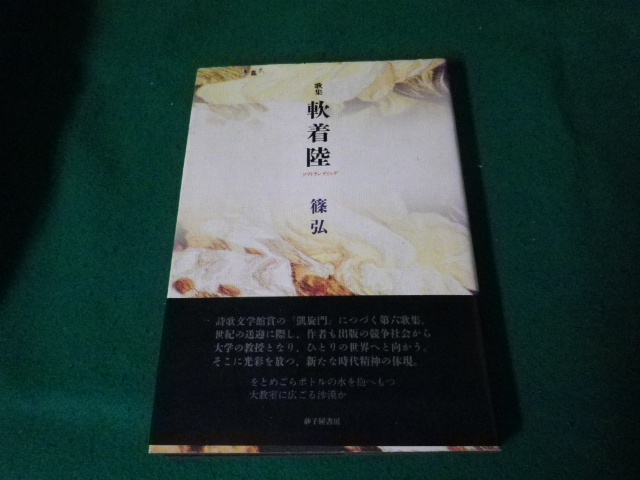 歌集
軟着陸
ソフトランディング
篠弘
詩歌文学館賞の『凱旋門』につづく第六歌集。
世紀の送迎に際し、作者も出版の競争社会から
大学の教授となり、ひとりの世界へと向かう。
そこに光彩を放つ、新たな時代精神の体現。
をとめごらボトルの水を抱へもつ
大教室に広ごる沙漠か
砂子屋書房